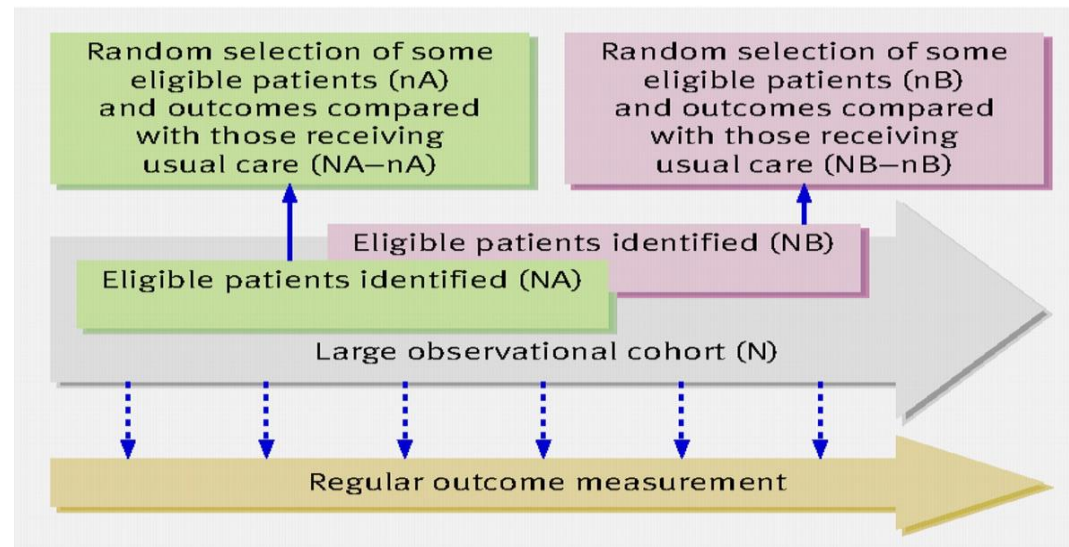 Random selection of some
eligible patients (nA)
and outcomes compared
with those receiving
usual care (NA–nA)
Random selection of some
eligible patients (nB)
and outcomes compared
with those receiving
usual care (NB–nB)
Eligible patients identified (NB)
Eligible patients identified (NA)
Large observational cohort (N)
Regular outcome measurement